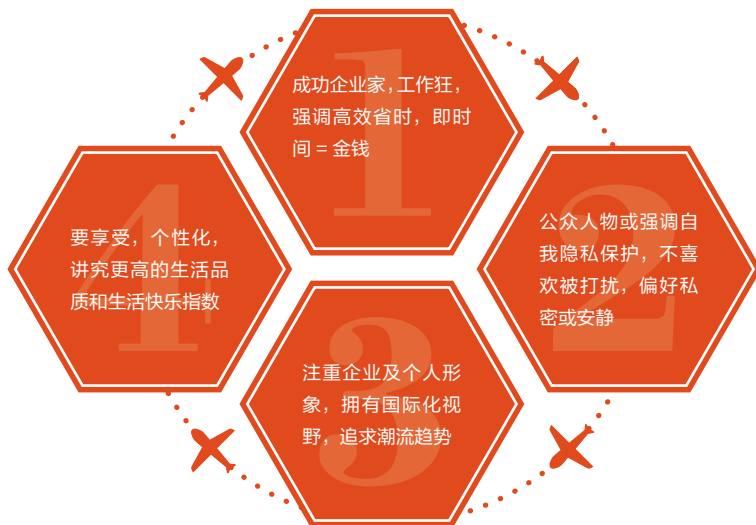 1
成功企业家，工作狂，
强调高效省时，即时
间 = 金钱
2
公众人物或强调自
我隐私保护，不喜
欢被打扰，偏好私
密或安静
3
注重企业及个人形
象，拥有国际化视
野，追求潮流趋势
4
要享受，个性化，
讲究更高的生活品
质和生活快乐指数